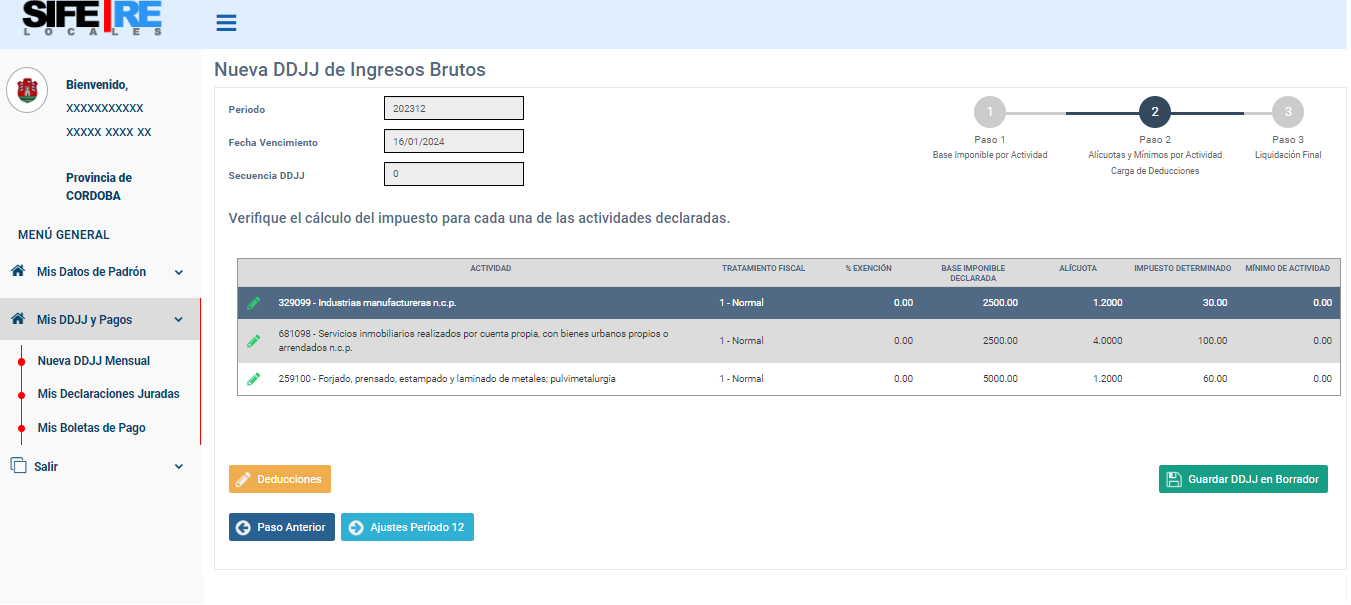 SIFERE
LOCALES
Bienvenido,
XXXXXXXXXXX
XXXXX XXXX XX
Provincia de
CORDOBA
MENÚ GENERAL
Mis Datos de Padrón
Mis DDJJ y Pagos
Nueva DDJJ Mensual
Mis Declaraciones Juradas
Mis Boletas de Pago
Salir
Nueva DDJJ de Ingresos Brutos
Periodo 202312
Fecha Vencimiento 16/01/2024
Secuencia DDJJ 0
1 2 3
Paso 1 Paso 2 Paso 3
Base Imponible por Actividad Alícuotas y Mínimos por Actividad Liquidación Final
Carga de Deducciones
Verifique el cálculo del impuesto para cada una de las actividades declaradas.
ACTIVIDAD TRATAMIENTO FISCAL % EXENCIÓN BASE IMPONIBLE ALÍCUOTA IMPUESTO DETERMINADO MÍNIMO DE ACTIVIDAD
DECLARADA
329099 - Industrias manufactureras n.c.p. 1 - Normal 0.00 2500.00 1.2000 30.00 0.00
681098 - Servicios inmobiliarios realizados por cuenta propia, con bienes urbanos propios o
arrendados n.c.p. 1 - Normal 0.00 2500.00 4.0000 100.00 0.00
259100 - Forjado, prensado, estampado y laminado de metales; pulvimetalurgia 1 - Normal 0.00 5000.00 1.2000 60.00 0.00
Deducciones Guardar DDJJ en Borrador
Paso Anterior Ajustes Período 12